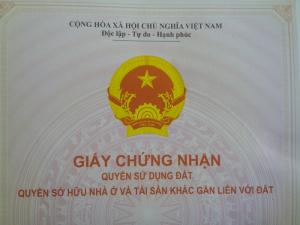 CỘNG HÒA XÃ HỘI CHỦ NGHĨA VIỆT NAM
Độc lập - Tự do - Hạnh phúc
GIẤY CHỨNG NHẬN
QUYỀN SỬ DỤNG ĐẤT
QUYỀN SỞ HỮU NHÀ Ở VÀ TÀI SẢN KHÁC GẮN LIỀN VỚI ĐẤT